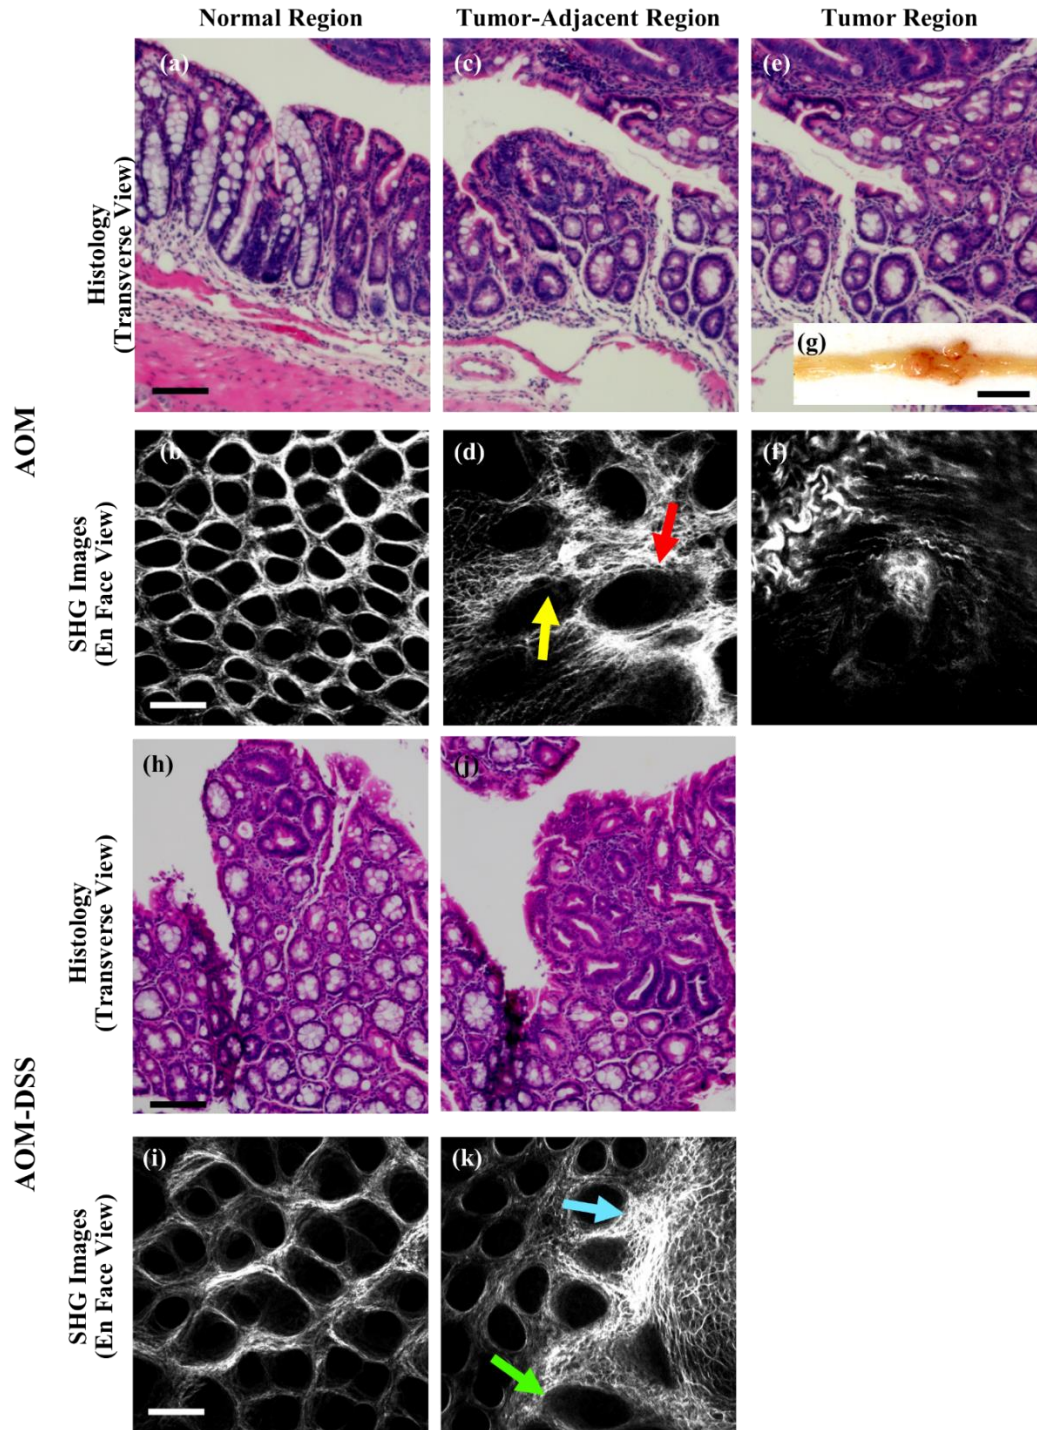 Normal Region
Tumor-Adjacent Region
Tumor Region
AOM
Histology
(Transverse View)
(a)
(c)
(e)
(g)
SHG Images
(En Face View)
(b)
(d)
(f)
AOM-DSS
Histology
(Transverse View)
(h)
(j)
SHG Images
(En Face View)
(i)
(k)